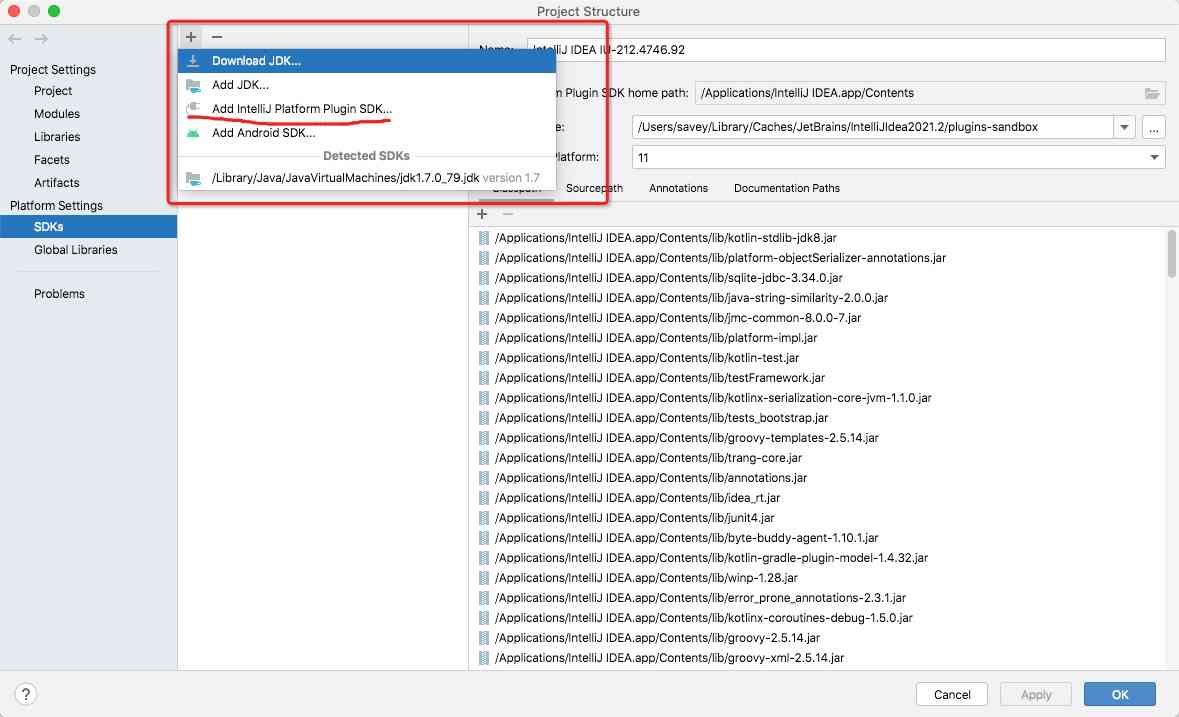 Project Structure
Name: IntelliJ IDEA IU-212.4746.92
Project Settings
Project
Modules
Libraries
Facets
Artifacts
Platform Settings
SDKs
Global Libraries
Problems
Download JDK...
Add JDK...
Add IntelliJ Platform Plugin SDK...
Add Android SDK...
Detected SDKs
/Library/Java/JavaVirtualMachines/jdk1.7.0_79.jdk version 1.7
Plugin SDK home path: /Applications/IntelliJ IDEA.app/Contents
/Users/savey/Library/Caches/JetBrains/IntelliJIdea2021.2/plugins-sandbox
...
11
Classpath Sourcepath Annotations Documentation Paths
/Applications/IntelliJ IDEA.app/Contents/lib/kotlin-stdlib-jdk8.jar
/Applications/IntelliJ IDEA.app/Contents/lib/platform-objectSerializer-annotations.jar
/Applications/IntelliJ IDEA.app/Contents/lib/sqlite-jdbc-3.34.0.jar
/Applications/IntelliJ IDEA.app/Contents/lib/java-string-similarity-2.0.0.jar
/Applications/IntelliJ IDEA.app/Contents/lib/jmc-common-8.0.0-7.jar
/Applications/IntelliJ IDEA.app/Contents/lib/platform-impl.jar
/Applications/IntelliJ IDEA.app/Contents/lib/kotlin-test.jar
/Applications/IntelliJ IDEA.app/Contents/lib/testFramework.jar
/Applications/IntelliJ IDEA.app/Contents/lib/kotlinx-serialization-core-jvm-1.1.0.jar
/Applications/IntelliJ IDEA.app/Contents/lib/tests_bootstrap.jar
/Applications/IntelliJ IDEA.app/Contents/lib/groovy-templates-2.5.14.jar
/Applications/IntelliJ IDEA.app/Contents/lib/trang-core.jar
/Applications/IntelliJ IDEA.app/Contents/lib/annotations.jar
/Applications/IntelliJ IDEA.app/Contents/lib/idea_rt.jar
/Applications/IntelliJ IDEA.app/Contents/lib/junit4.jar
/Applications/IntelliJ IDEA.app/Contents/lib/byte-buddy-agent-1.10.1.jar
/Applications/IntelliJ IDEA.app/Contents/lib/kotlin-gradle-plugin-model-1.4.32.jar
/Applications/IntelliJ IDEA.app/Contents/lib/winp-1.28.jar
/Applications/IntelliJ IDEA.app/Contents/lib/error_prone_annotations-2.3.1.jar
/Applications/IntelliJ IDEA.app/Contents/lib/kotlinx-coroutines-debug-1.5.0.jar
/Applications/IntelliJ IDEA.app/Contents/lib/groovy-2.5.14.jar
/Applications/IntelliJ IDEA.app/Contents/lib/groovy-xml-2.5.14.jar
?
Cancel Apply OK